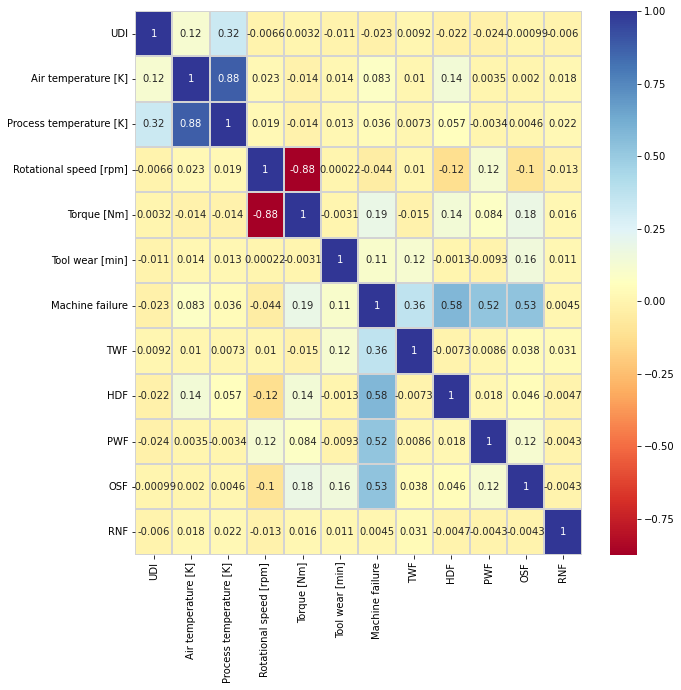 UDI 1 0.12 0.32 -0.0066 0.0032 -0.011 -0.023 0.0092 -0.022 -0.024 -0.00099 -0.006
Air temperature [K] 0.12 1 0.88 0.023 -0.014 0.014 0.083 0.01 0.14 0.0035 0.002 0.018
Process temperature [K] 0.32 0.88 1 0.019 -0.014 0.013 0.036 0.0073 0.057 -0.0034 0.0046 0.022
Rotational speed [rpm] -0.0066 0.023 0.019 1 -0.88 0.00022 -0.044 0.01 -0.12 0.12 -0.1 -0.013
Torque [Nm] 0.0032 -0.014 -0.014 -0.88 1 -0.0031 0.19 -0.015 0.14 0.084 0.18 0.016
Tool wear [min] -0.011 0.014 0.013 0.00022 -0.0031 1 0.11 0.12 -0.0013 -0.0093 0.16 0.011
Machine failure -0.023 0.083 0.036 -0.044 0.19 0.11 1 0.36 0.58 0.52 0.53 0.0045
TWF 0.0092 0.01 0.0073 0.01 -0.015 0.12 0.36 1 -0.0073 0.0086 0.038 0.031
HDF -0.022 0.14 0.057 -0.12 0.14 -0.0013 0.58 -0.0073 1 0.018 0.046 -0.0047
PWF -0.024 0.0035 -0.0034 0.12 0.084 -0.0093 0.52 0.0086 0.018 1 0.12 -0.0043
OSF -0.00099 0.002 0.0046 -0.1 0.18 0.16 0.53 0.038 0.046 0.12 1 -0.0043
RNF -0.006 0.018 0.022 -0.013 0.016 0.011 0.0045 0.031 -0.0047 -0.0043 -0.0043 1
UDI
Air temperature [K]
Process temperature [K]
Rotational speed [rpm]
Torque [Nm]
Tool wear [min]
Machine failure
TWF
HDF
PWF
OSF
RNF
1.00
0.75
0.50
0.25
0.00
-0.25
-0.50
-0.75